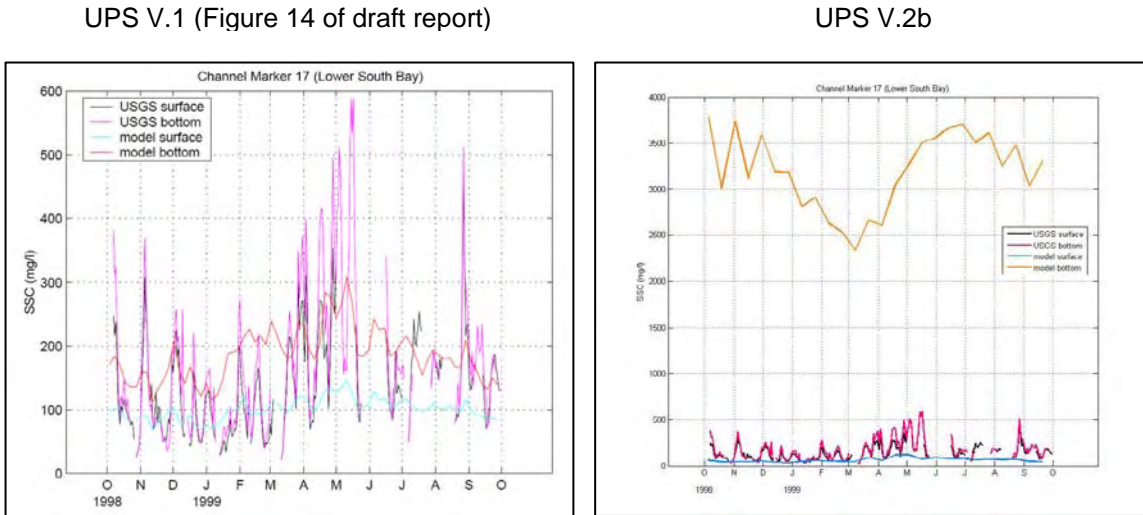 UPS V.1 (Figure 14 of draft report)
UPS V.2b
Channel Marker 17 (Lower South Bay)
600
500
400
300
200
100
0
SSC (mg/l)
USGS surface
USGS bottom
model surface
model bottom
O N D J F M A M J J A S O
1998 1999
Channel Marker 17 (Lower South Bay)
4000
3500
3000
2500
2000
1500
1000
500
0
SSC (mg/l)
USGS surface
USGS bottom
model surface
model bottom
O N D J F M A M J J A S O
1998 1999